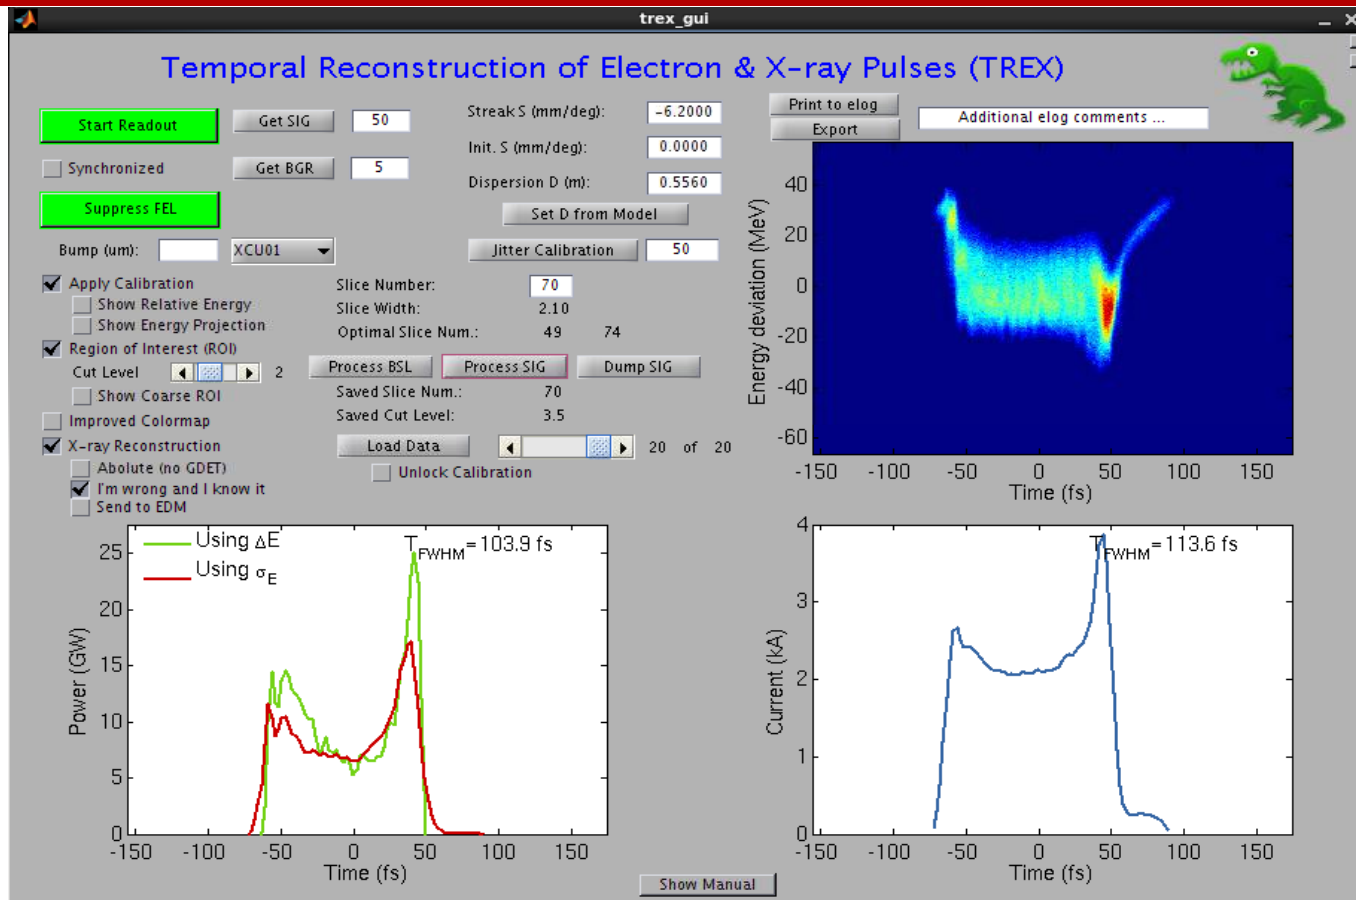 trex_gui
Temporal Reconstruction of Electron & X-ray Pulses (TREX)
Start Readout
Get SIG
50
Synchronized
Get BGR
5
Suppress FEL
Bump (um):
XCU01
Streak S (mm/deg):
-6.2000
Init. S (mm/deg):
0.0000
Dispersion D (m):
0.5560
Set D from Model
Jitter Calibration
50
Print to elog
Export
Additional elog comments ...
Apply Calibration
Show Relative Energy
Show Energy Projection
Region of Interest (ROI)
Cut Level
2
Show Coarse ROI
Improved Colormap
X-ray Reconstruction
Abolute (no GDET)
I'm wrong and I know it
Send to EDM
Slice Number:
70
Slice Width:
2.10
Optimal Slice Num.:
49 74
Process BSL
Process SIG
Dump SIG
Saved Slice Num.:
70
Saved Cut Level:
3.5
Load Data
20 of 20
Unlock Calibration
Energy deviation (MeV)
40
20
0
-20
-40
-60
-150 -100 -50 0 50 100 150
Time (fs)
Using ΔE
Using σE
TFWHM=103.9 fs
Power (GW)
25
20
15
10
5
0
-150 -100 -50 0 50 100 150
Time (fs)
TFWHM=113.6 fs
Current (kA)
4
3
2
1
0
-150 -100 -50 0 50 100 150
Time (fs)
Show Manual